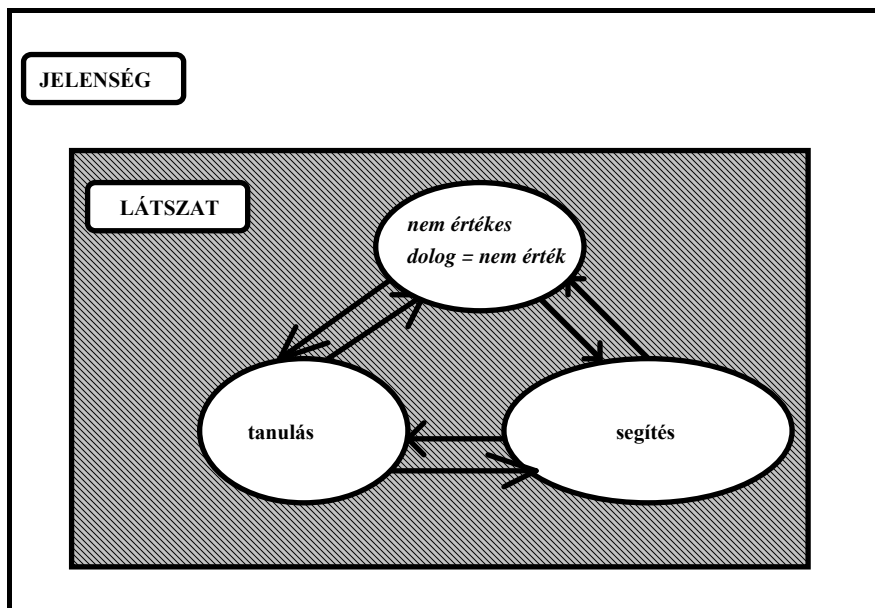 JELENSÉG
LÁTSZAT
nem értékes
dolog = nem érték
tanulás
segítés